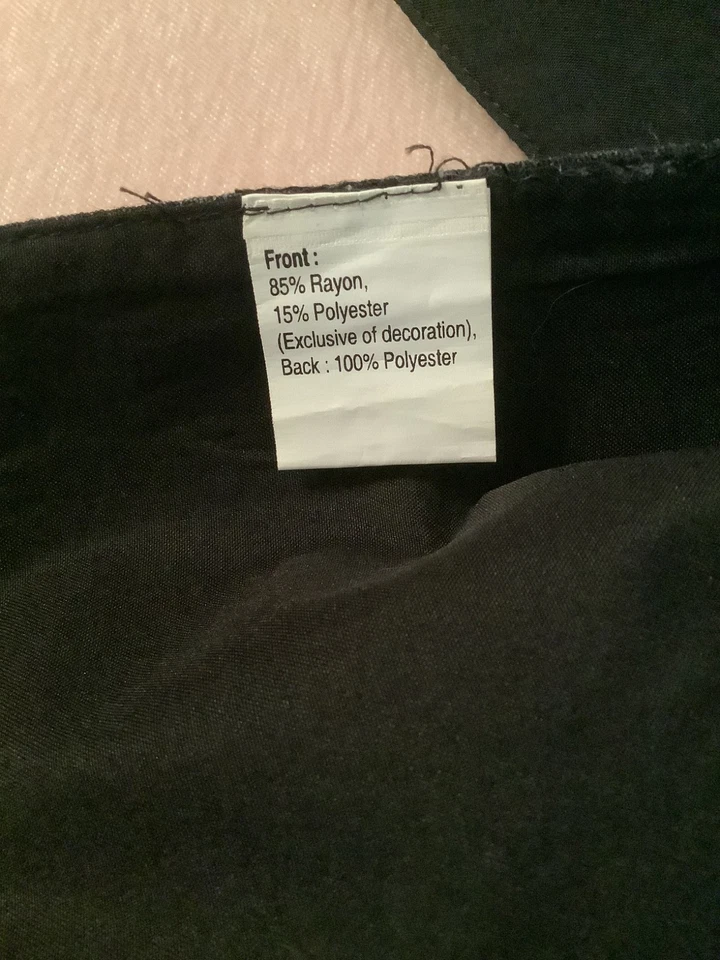 Front :
85% Rayon,
15% Polyester
(Exclusive of decoration),
Back : 100% Polyester